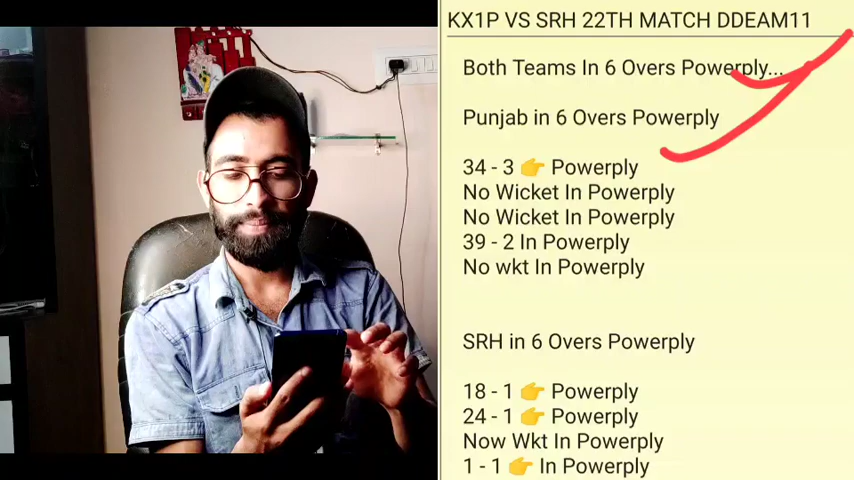 KX1P VS SRH 22TH MATCH DDEAM11
Both Teams In 6 Overs Powerply...
Punjab in 6 Overs Powerply
34 - 3 👉 Powerply
No Wicket In Powerply
No Wicket In Powerply
39 - 2 In Powerply
No wkt In Powerply
SRH in 6 Overs Powerply
18 - 1 👉 Powerply
24 - 1 👉 Powerply
Now Wkt In Powerply
1 - 1 👉 In Powerply